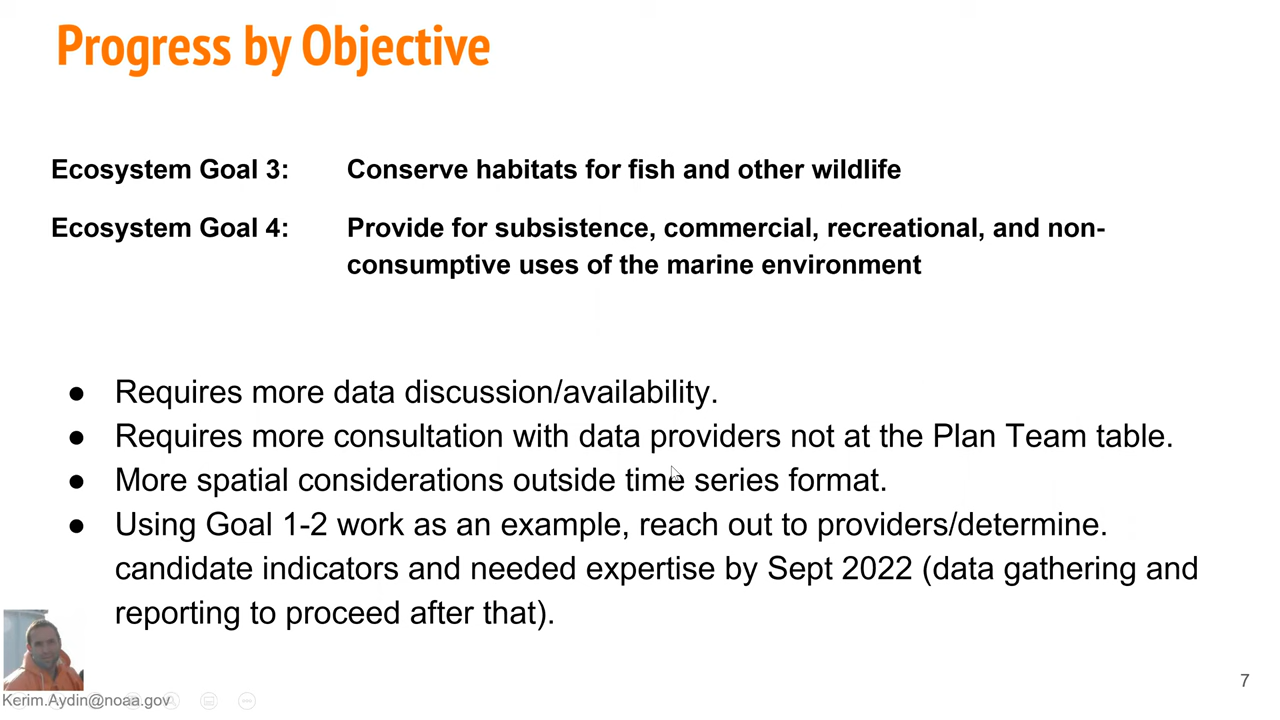 Progress by Objective
Ecosystem Goal 3: Conserve habitats for fish and other wildlife
Ecosystem Goal 4: Provide for subsistence, commercial, recreational, and non-
consumptive uses of the marine environment
● Requires more data discussion/availability.
● Requires more consultation with data providers not at the Plan Team table.
● More spatial considerations outside time series format.
● Using Goal 1-2 work as an example, reach out to providers/determine.
candidate indicators and needed expertise by Sept 2022 (data gathering and
reporting to proceed after that).
7
Kerim.Aydin@noaa.gov